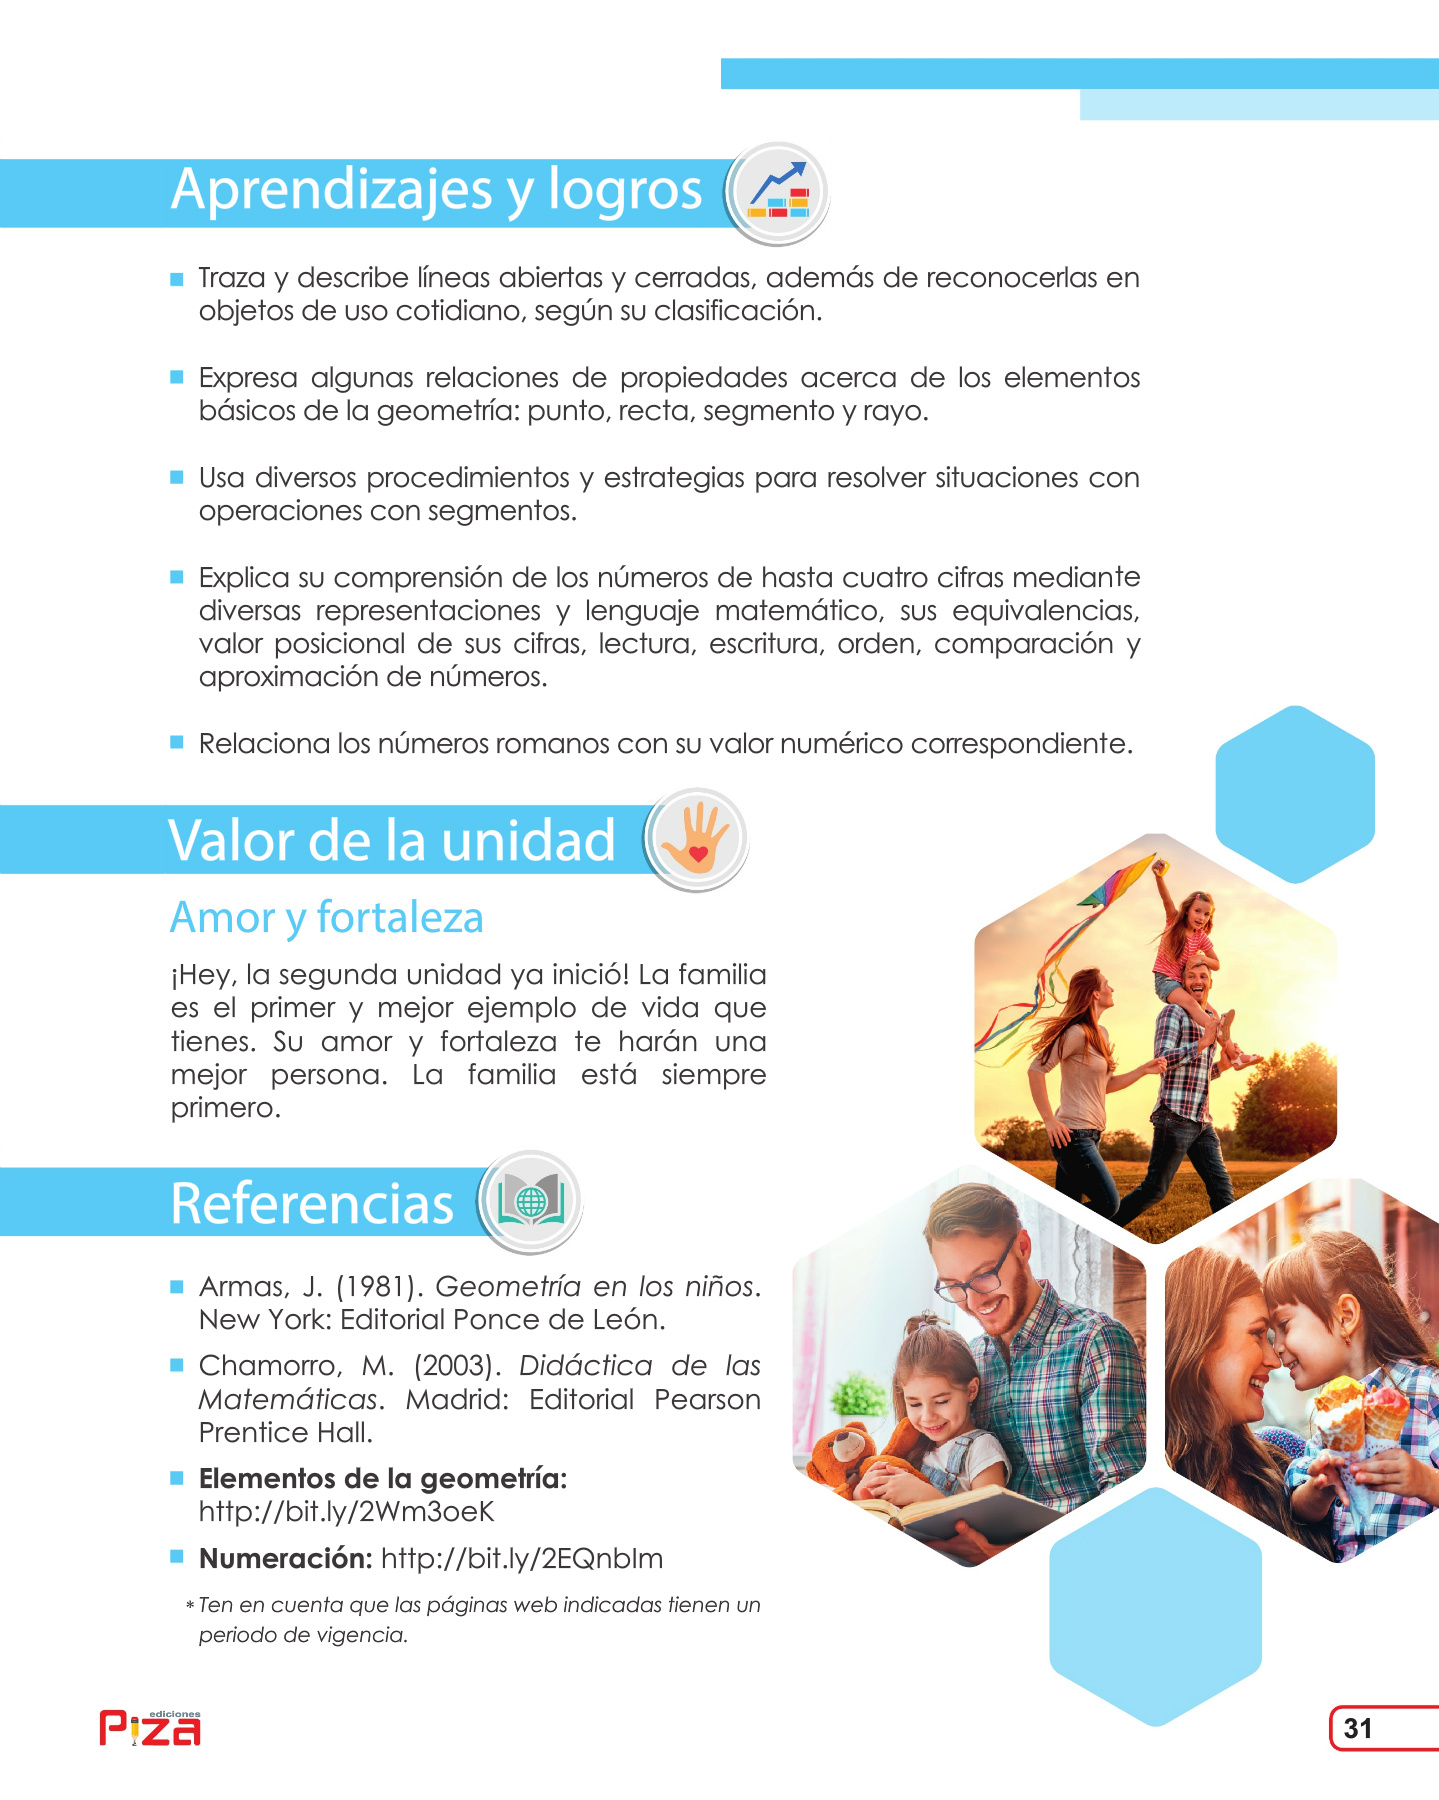 Aprendizajes y logros
Traza y describe líneas abiertas y cerradas, además de reconocerlas en
objetos de uso cotidiano, según su clasificación.
Expresa algunas relaciones de propiedades acerca de los elementos
básicos de la geometría: punto, recta, segmento y rayo.
Usa diversos procedimientos y estrategias para resolver situaciones con
operaciones con segmentos.
Explica su comprensión de los números de hasta cuatro cifras mediante
diversas representaciones y lenguaje matemático, sus equivalencias,
valor posicional de sus cifras, lectura, escritura, orden, comparación y
aproximación de números.
Relaciona los números romanos con su valor numérico correspondiente.
Valor de la unidad
Amor y fortaleza
¡Hey, la segunda unidad ya inició! La familia
es el primer y mejor ejemplo de vida que
tienes. Su amor y fortaleza te harán una
mejor persona. La familia está siempre
primero.
Referencias
Armas, J. (1981). Geometría en los niños.
New York: Editorial Ponce de León.
Chamorro, M. (2003). Didáctica de las
Matemáticas. Madrid: Editorial Pearson
Prentice Hall.
Elementos de la geometría:
http://bit.ly/2Wm3oeK
Numeración: http://bit.ly/2EQnbIm
* Ten en cuenta que las páginas web indicadas tienen un
periodo de vigencia.
ediciones
Piza
31